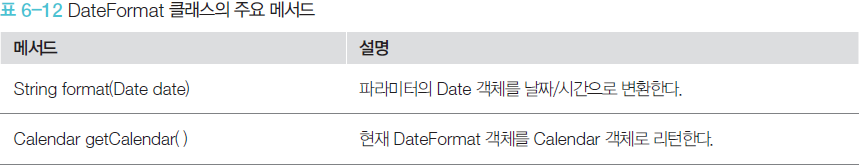 표 6-12 DateFormat 클래스의 주요 메서드
메서드 설명
String format(Date date) 파라미터의 Date 객체를 날짜/시간으로 변환한다.
Calendar getCalendar( ) 현재 DateFormat 객체를 Calendar 객체로 리턴한다.